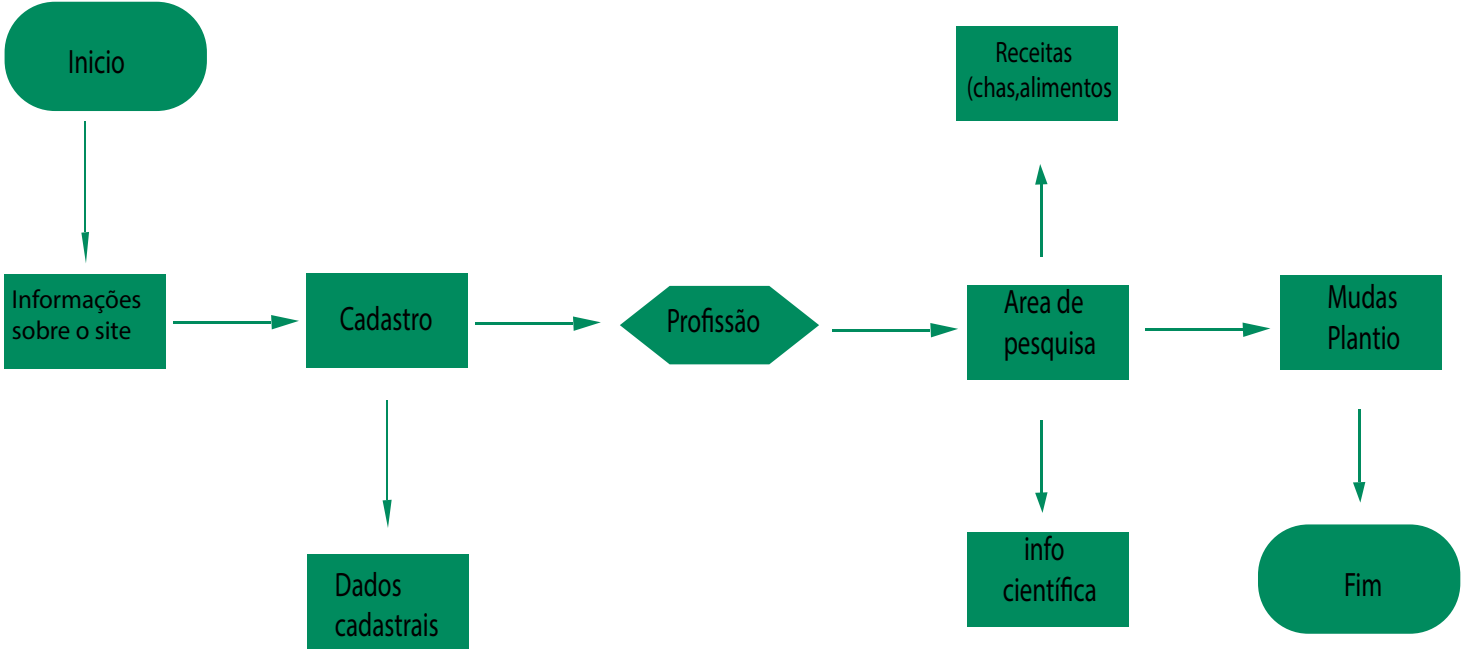 Inicio
Informações
sobre o site
Cadastro
Dados
cadastrais
Profissão
Receitas
(chas,alimentos
Area de
pesquisa
info
científica
Mudas
Plantio
Fim